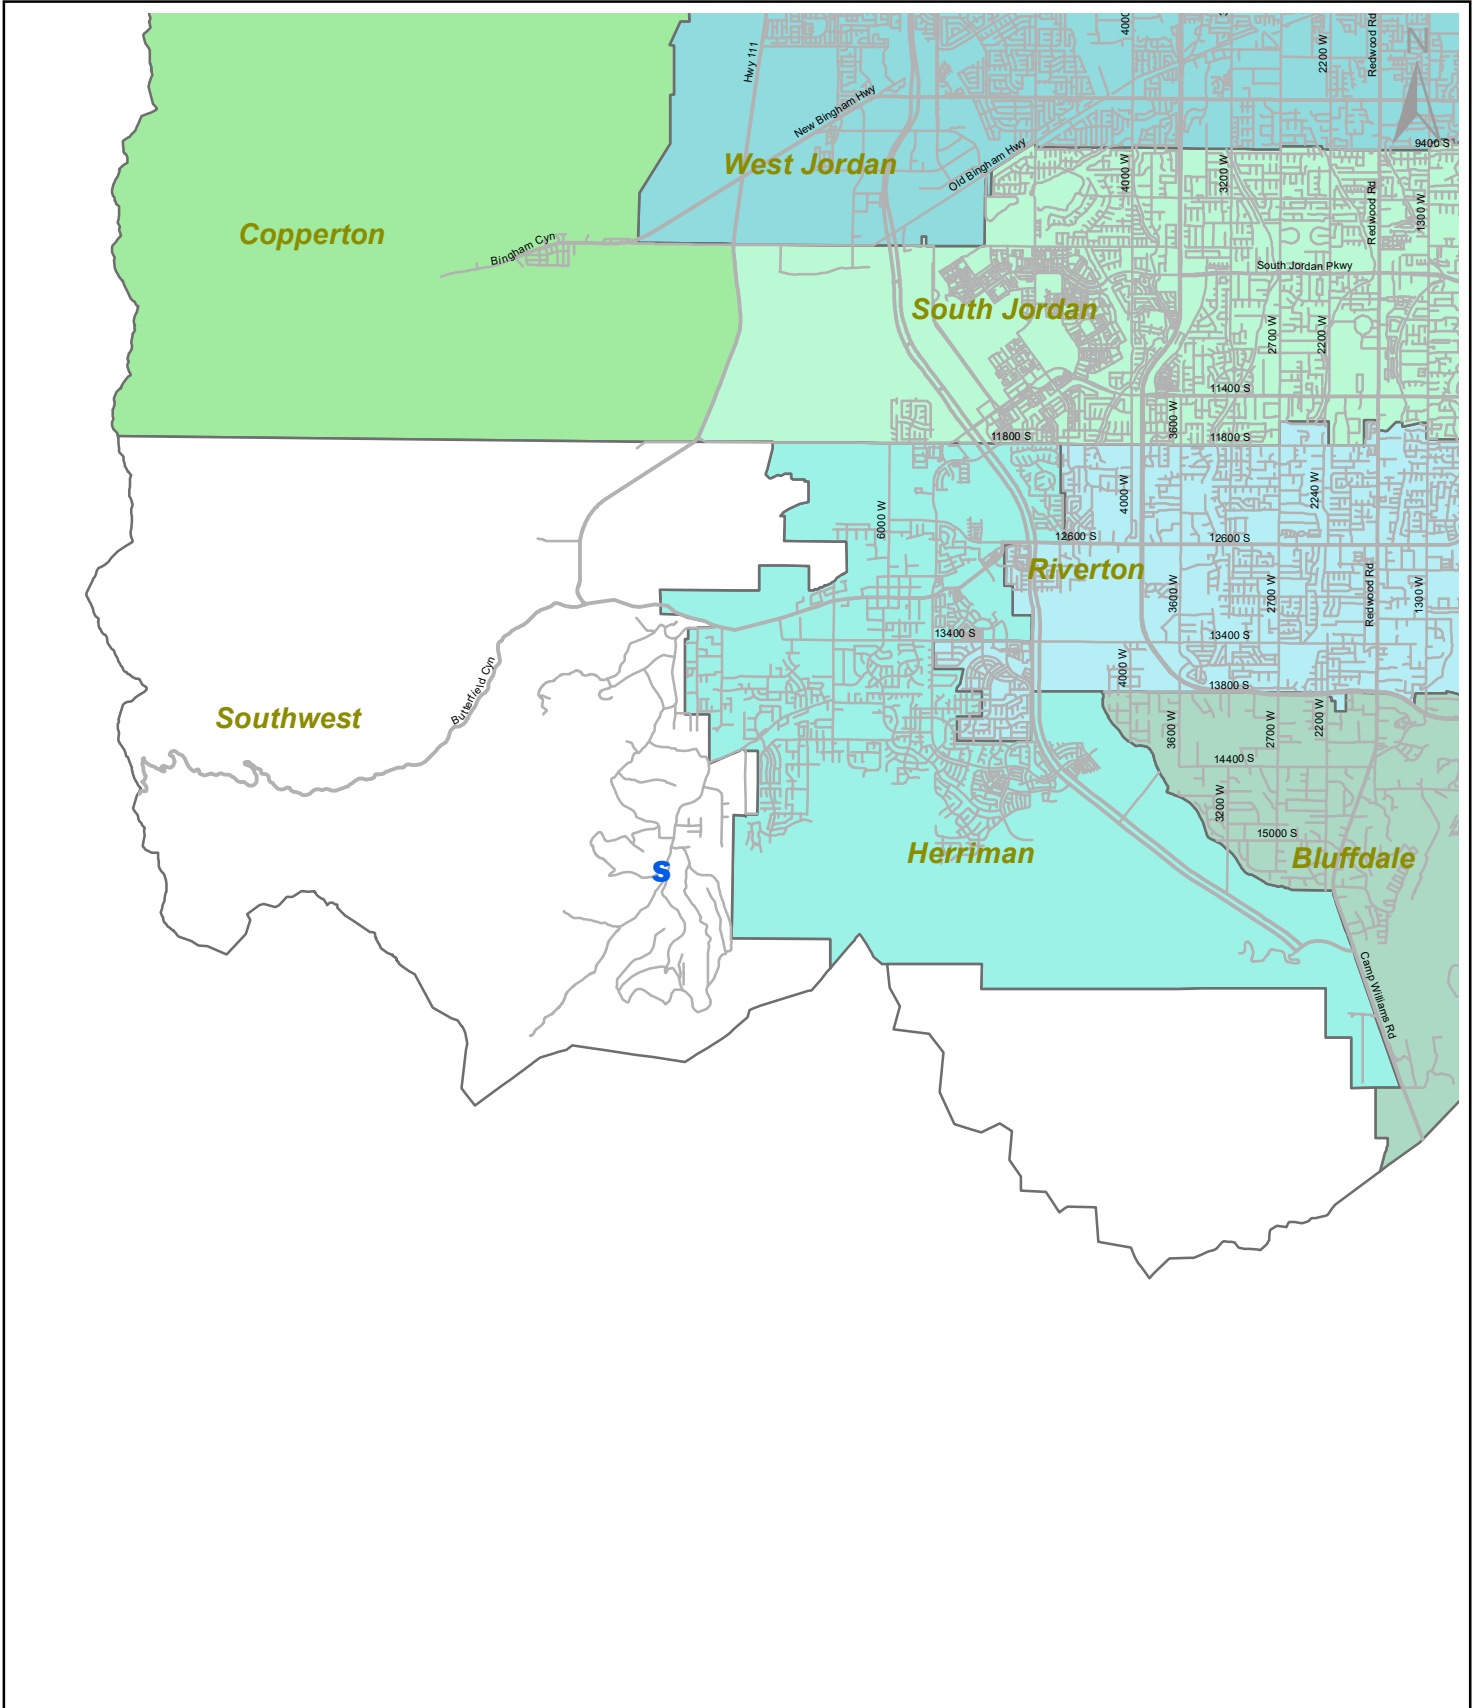 4000
2200 W
Redwood Rd
N
Hwy 111
New Bingham Hwy
9400 S
West Jordan
Old Bingham Hwy
4000 W
3200 W
Redwood Rd
1300 W
Copperton
Bingham Cyn
South Jordan Pkwy
South Jordan
2700 W
2200 W
11400 S
3600 W
11800 S
11800 S
4000 W
2240 W
6000 W
12600 S
12600 S
Riverton
3600 W
2700 W
Redwood Rd
1300 W
13400 S
13400 S
4000 W
13800 S
Butterfield Cyn
Southwest
3600 W
2700 W
2200 W
14400 S
3200 W
15000 S
Herriman
Bluffdale
S
Camp Williams Rd